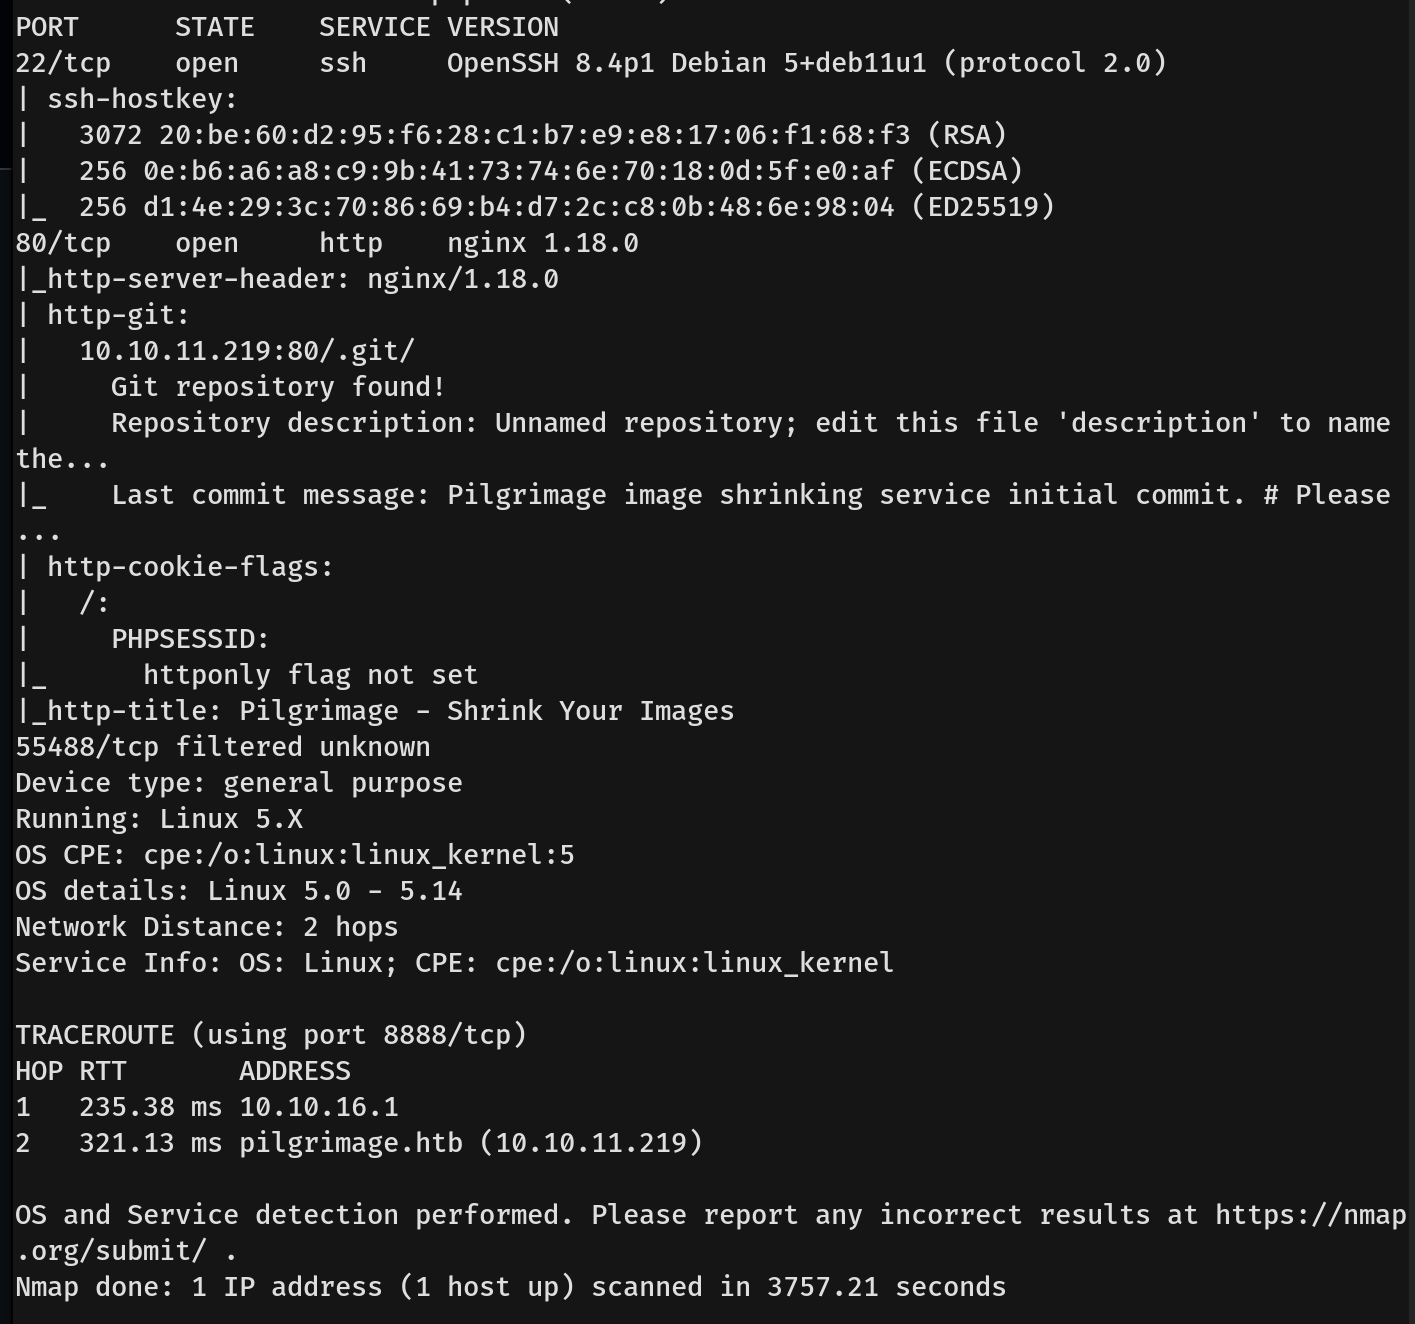 PORT      STATE    SERVICE VERSION
22/tcp    open     ssh     OpenSSH 8.4p1 Debian 5+deb11u1 (protocol 2.0)
| ssh-hostkey:
|   3072 20:be:60:d2:95:f6:28:c1:b7:e9:e8:17:06:f1:68:f3 (RSA)
|   256 0e:b6:a6:a8:c9:9b:41:73:74:6e:70:18:0d:5f:e0:af (ECDSA)
|_  256 d1:4e:29:3c:70:86:69:b4:d7:2c:c8:0b:48:6e:98:04 (ED25519)
80/tcp    open     http    nginx 1.18.0
|_http-server-header: nginx/1.18.0
| http-git:
|   10.10.11.219:80/.git/
|     Git repository found!
|     Repository description: Unnamed repository; edit this file 'description' to name
the...
|_    Last commit message: Pilgrimage image shrinking service initial commit. # Please
...
| http-cookie-flags:
|   /:
|     PHPSESSID:
|_      httponly flag not set
|_http-title: Pilgrimage - Shrink Your Images
55488/tcp filtered unknown
Device type: general purpose
Running: Linux 5.X
OS CPE: cpe:/o:linux:linux_kernel:5
OS details: Linux 5.0 - 5.14
Network Distance: 2 hops
Service Info: OS: Linux; CPE: cpe:/o:linux:linux_kernel

TRACEROUTE (using port 8888/tcp)
HOP RTT       ADDRESS
1   235.38 ms 10.10.16.1
2   321.13 ms pilgrimage.htb (10.10.11.219)

OS and Service detection performed. Please report any incorrect results at https://nmap
.org/submit/ .
Nmap done: 1 IP address (1 host up) scanned in 3757.21 seconds